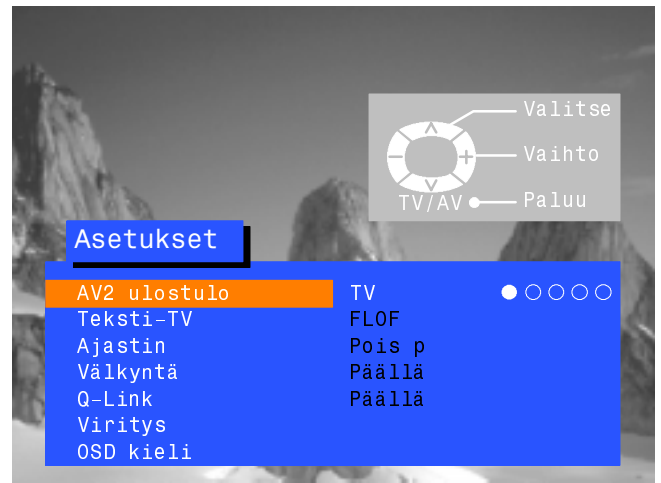 Valitse
Vaihto
TV/AV Paluu
Asetukset
AV2 ulostulo TV
Teksti-TV FLOF
Ajastin Pois p
Välkyntä Päällä
Q-Link Päällä
Viritys
OSD kieli